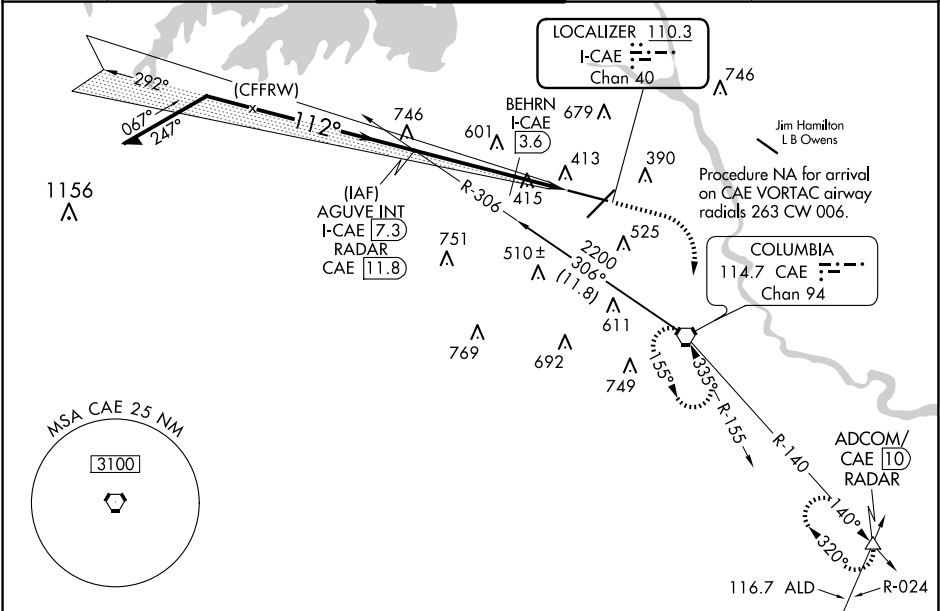 LOCALIZER 110.3
I-CAE
Chan 40
292°
(CFFRW)
067°
247°
x
112°
746
601
BEHRN
I-CAE
3.6
679
746
413
390
415
Jim Hamilton
L B Owens
Procedure NA for arrival
on CAE VORTAC airway
radials 263 CW 006.
1156
(IAF)
AGUVE INT
I-CAE 7.3
RADAR
CAE 11.8
R-306
751
510±
525
2200
306°
(11.8)
COLUMBIA
114.7 CAE
Chan 94
611
769
692
749
155°
335°
R-155
R-140
MSA CAE 25 NM
3100
ADCOM/
CAE 10
RADAR
140°
320°
116.7 ALD
R-024